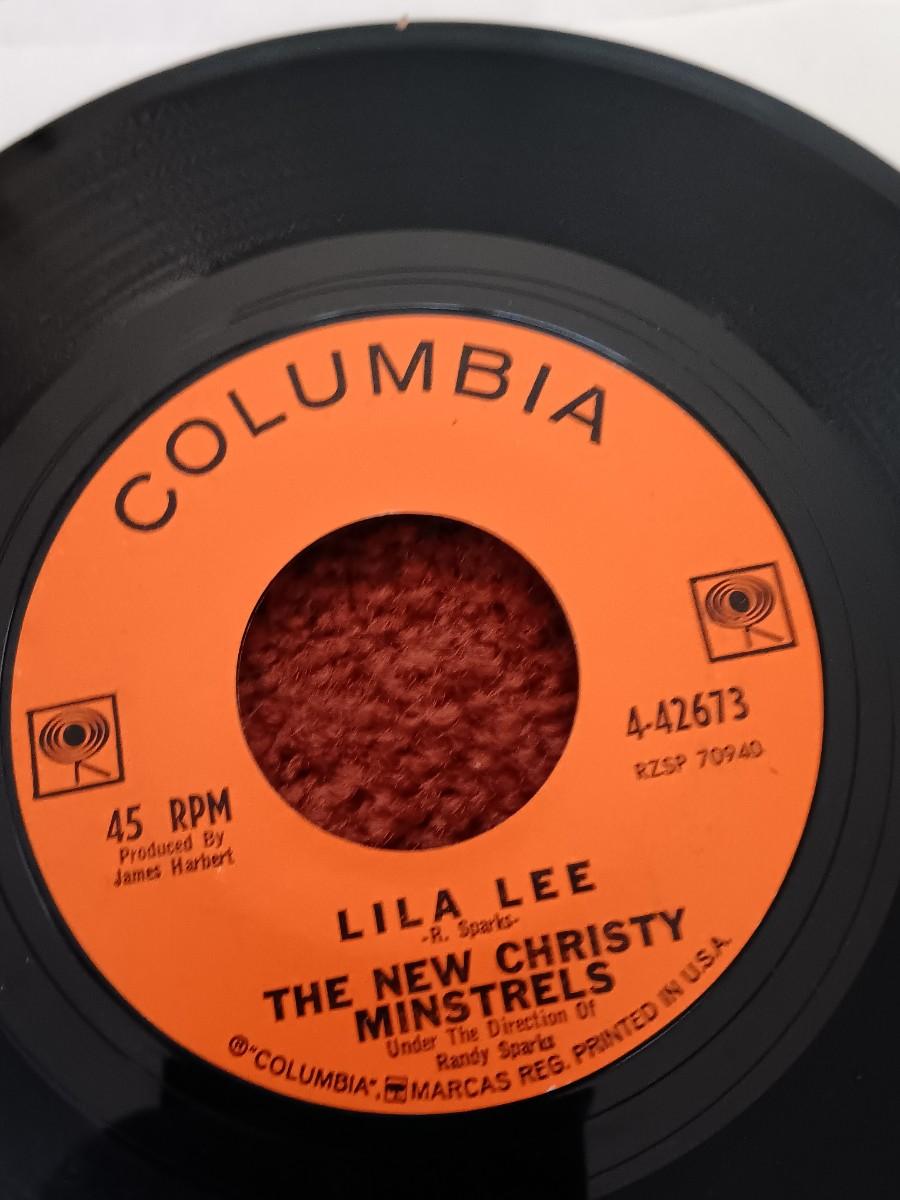 COLUMBIA
4-42673
RZSP 70940
45 RPM
Produced By
James Harbert
LILA LEE
-R. Sparks-
THE NEW CHRISTY
MINSTRELS
Under The Direction Of
Randy Sparks
®"COLUMBIA", MARCAS REG. PRINTED IN U.S.A.